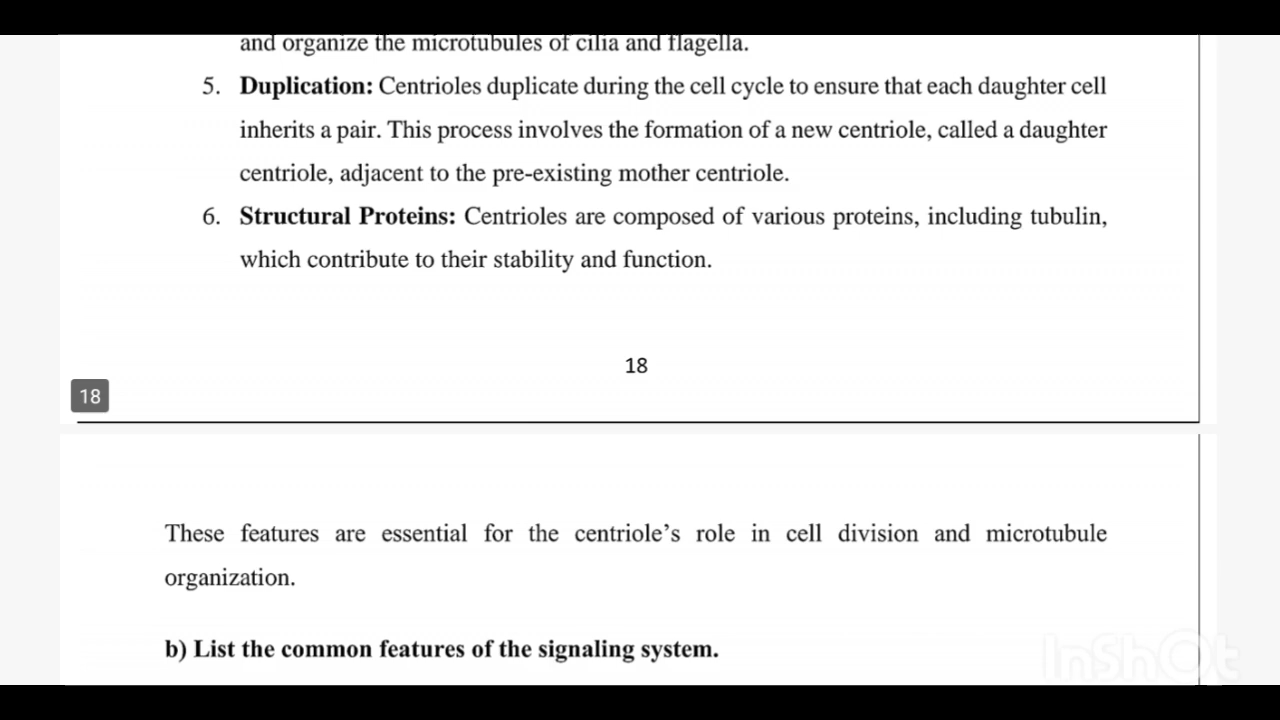 and organize the microtubules of cilia and flagella.
5. Duplication: Centrioles duplicate during the cell cycle to ensure that each daughter cell
inherits a pair. This process involves the formation of a new centriole, called a daughter
centriole, adjacent to the pre-existing mother centriole.
6. Structural Proteins: Centrioles are composed of various proteins, including tubulin,
which contribute to their stability and function.
18
18
These features are essential for the centriole’s role in cell division and microtubule
organization.
b) List the common features of the signaling system.
InShOt